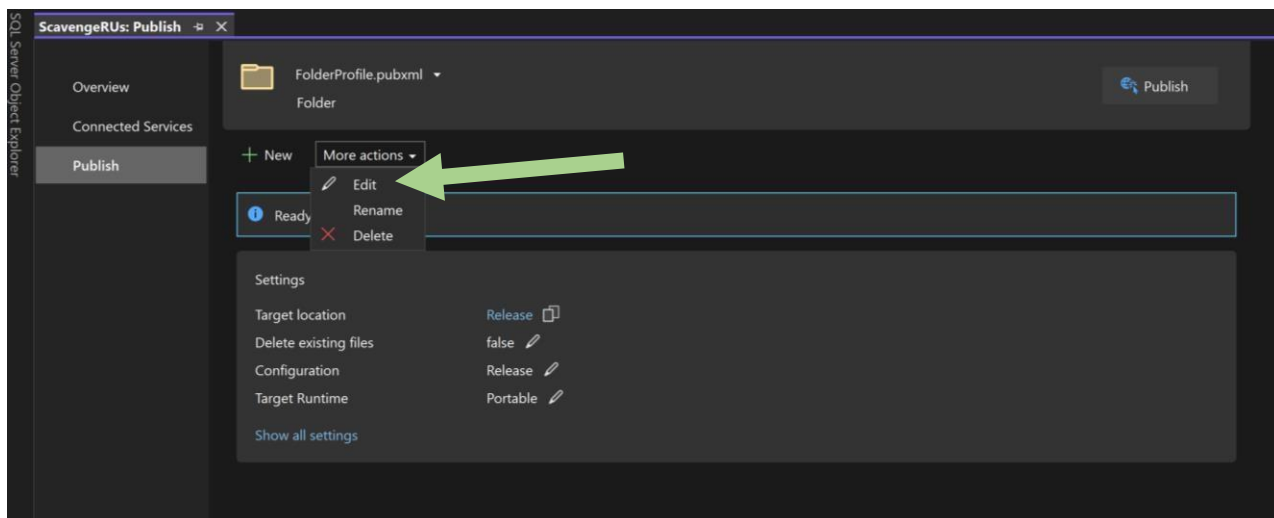 SQL Server Object Explorer
ScavengeRUs: Publish
Overview
Connected Services
Publish
FolderProfile.pubxml
Folder
Publish
New
More actions
Edit
Rename
Delete
Ready
Settings
Target location Release
Delete existing files false
Configuration Release
Target Runtime Portable
Show all settings